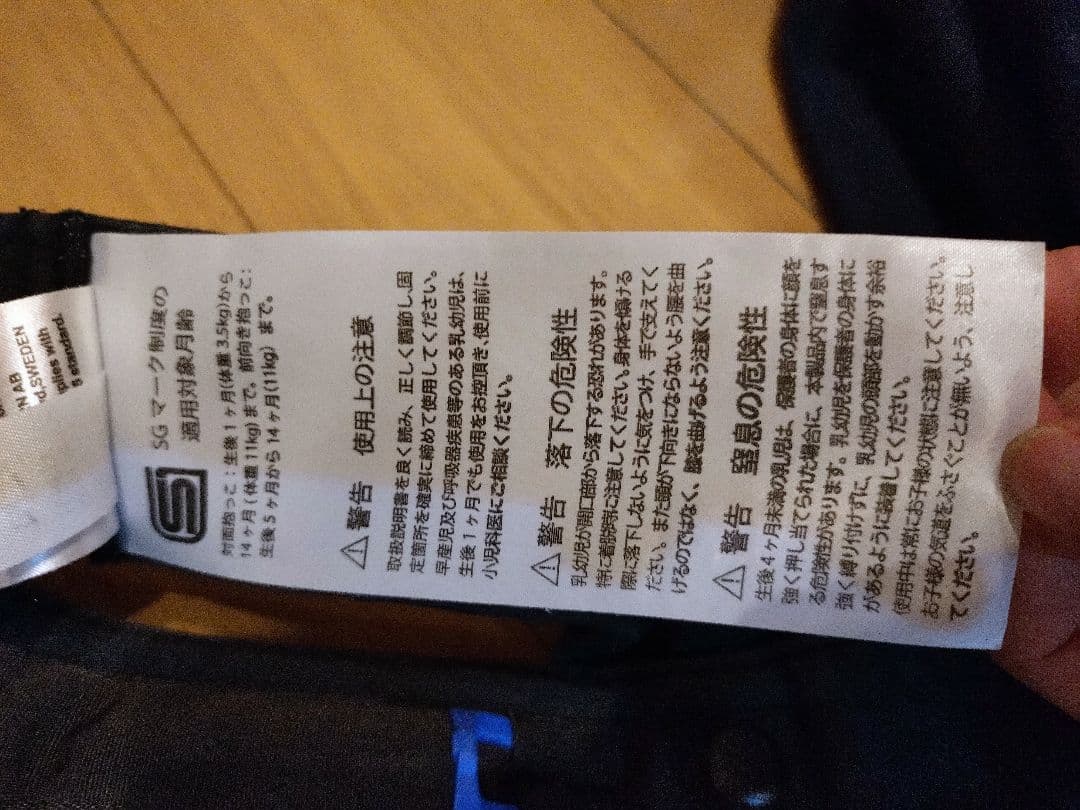 N AB
SWEDEN
with
standard.
SG
SG マーク制度の
適用対象月齢
対面抱っこ：生後 1 ヶ月(体重 3.5kg)から
14 ヶ月 (体重 11kg) まで。前向き抱っこ：
生後 5 ヶ月から 14 ヶ月(11kg) まで。
警告 使用上の注意
取扱説明書を良く読み、正しく調節し、固
定箇所を確実に締めて使用してください。
早産児及び呼吸器疾患等のある乳幼児は、
生後 1 ヶ月でも使用をお控頂き、使用前に
小児科医にご相談ください。
警告 落下の危険性
乳幼児が開口部から落下する恐れがあります。
特に着脱時に注意してください。身体を傾ける
際に落下しないように気をつけ、手で支えてく
ださい。また頭が下向きにならないよう腰を曲
げるのではなく、膝を曲げるよう注意ください。
警告 窒息の危険性
生後 4 ヶ月未満の乳児は、保護者の身体に顔を
強く押し当てられた場合に、本製品内で窒息す
る危険性があります。乳幼児を保護者の身体に
強く縛り付けずに、乳幼児の頭部を動かす余裕
があるように装着してください。
使用中は常にお子様の状態に注意してください。
お子様の気道をふさぐことが無いよう、注意し
てください。